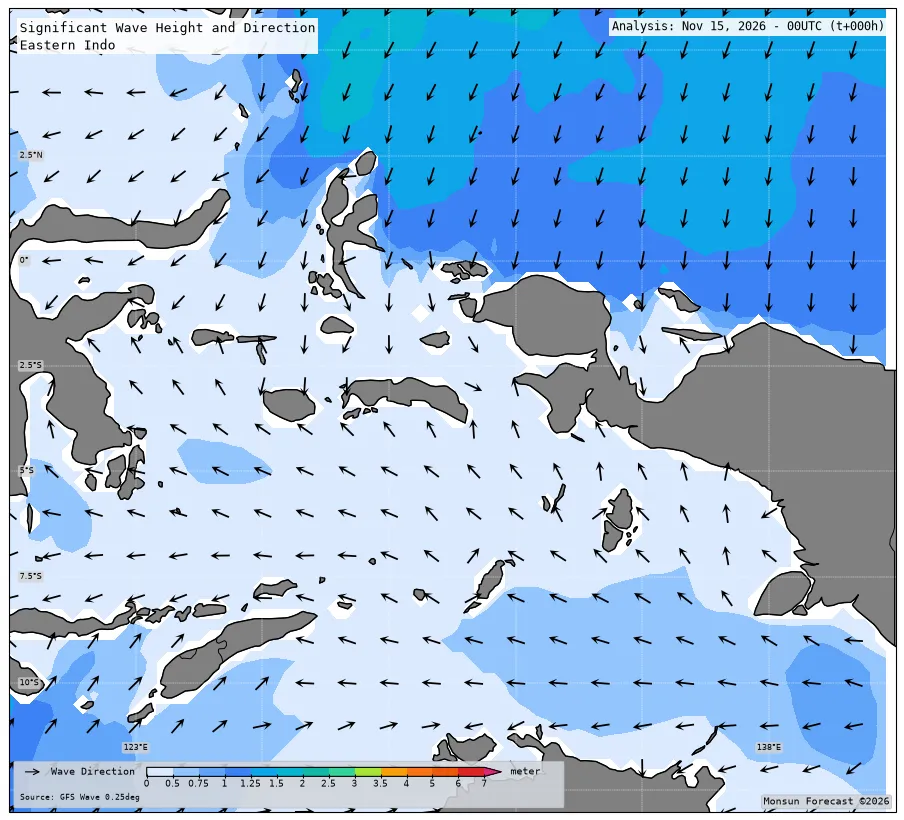 Significant Wave Height and Direction
Eastern Indo
Analysis: Nov 15, 2026 - 00UTC (t+000h)
2.5°N
0°
2.5°S
5°S
7.5°S
10°S
123°E
138°E
Wave Direction
meter
0 0.5 0.75 1 1.25 1.5 2 2.5 3 3.5 4 5 6 7
Source: GFS Wave 0.25deg
Monsun Forecast ©2026